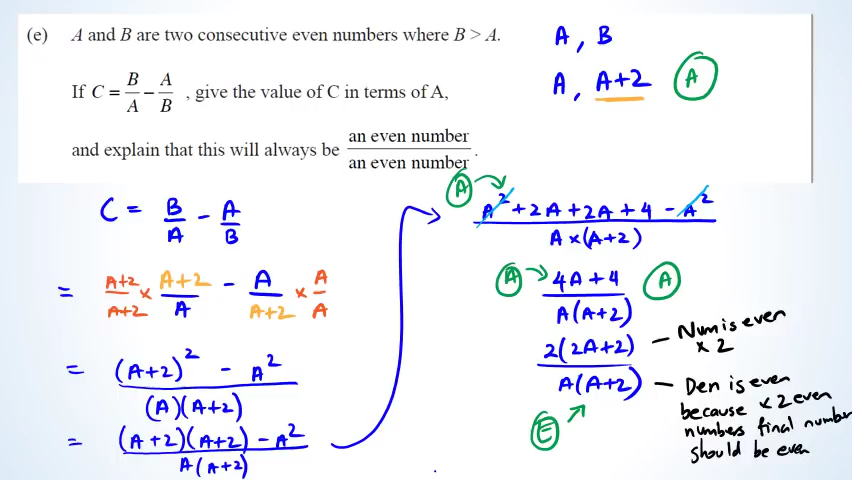 (e) A and B are two consecutive even numbers where B > A.
If C = B/A − A/B , give the value of C in terms of A,
and explain that this will always be an even number / an even number .
A , B
A , A+2 (A)
C = B/A − A/B
= A+2/A+2 × A+2/A − A/A+2 × A/A
= (A+2)² − A² / (A)(A+2)
= (A+2)(A+2) − A² / A(A+2)
(A) A² + 2A + 2A + 4 − A² / A × (A+2)
(A) 4A + 4 / A(A+2) (A)
2(2A+2) / A(A+2)
— Num is even
× 2
— Den is even
because × 2 even
numbers final number
should be even
(E)